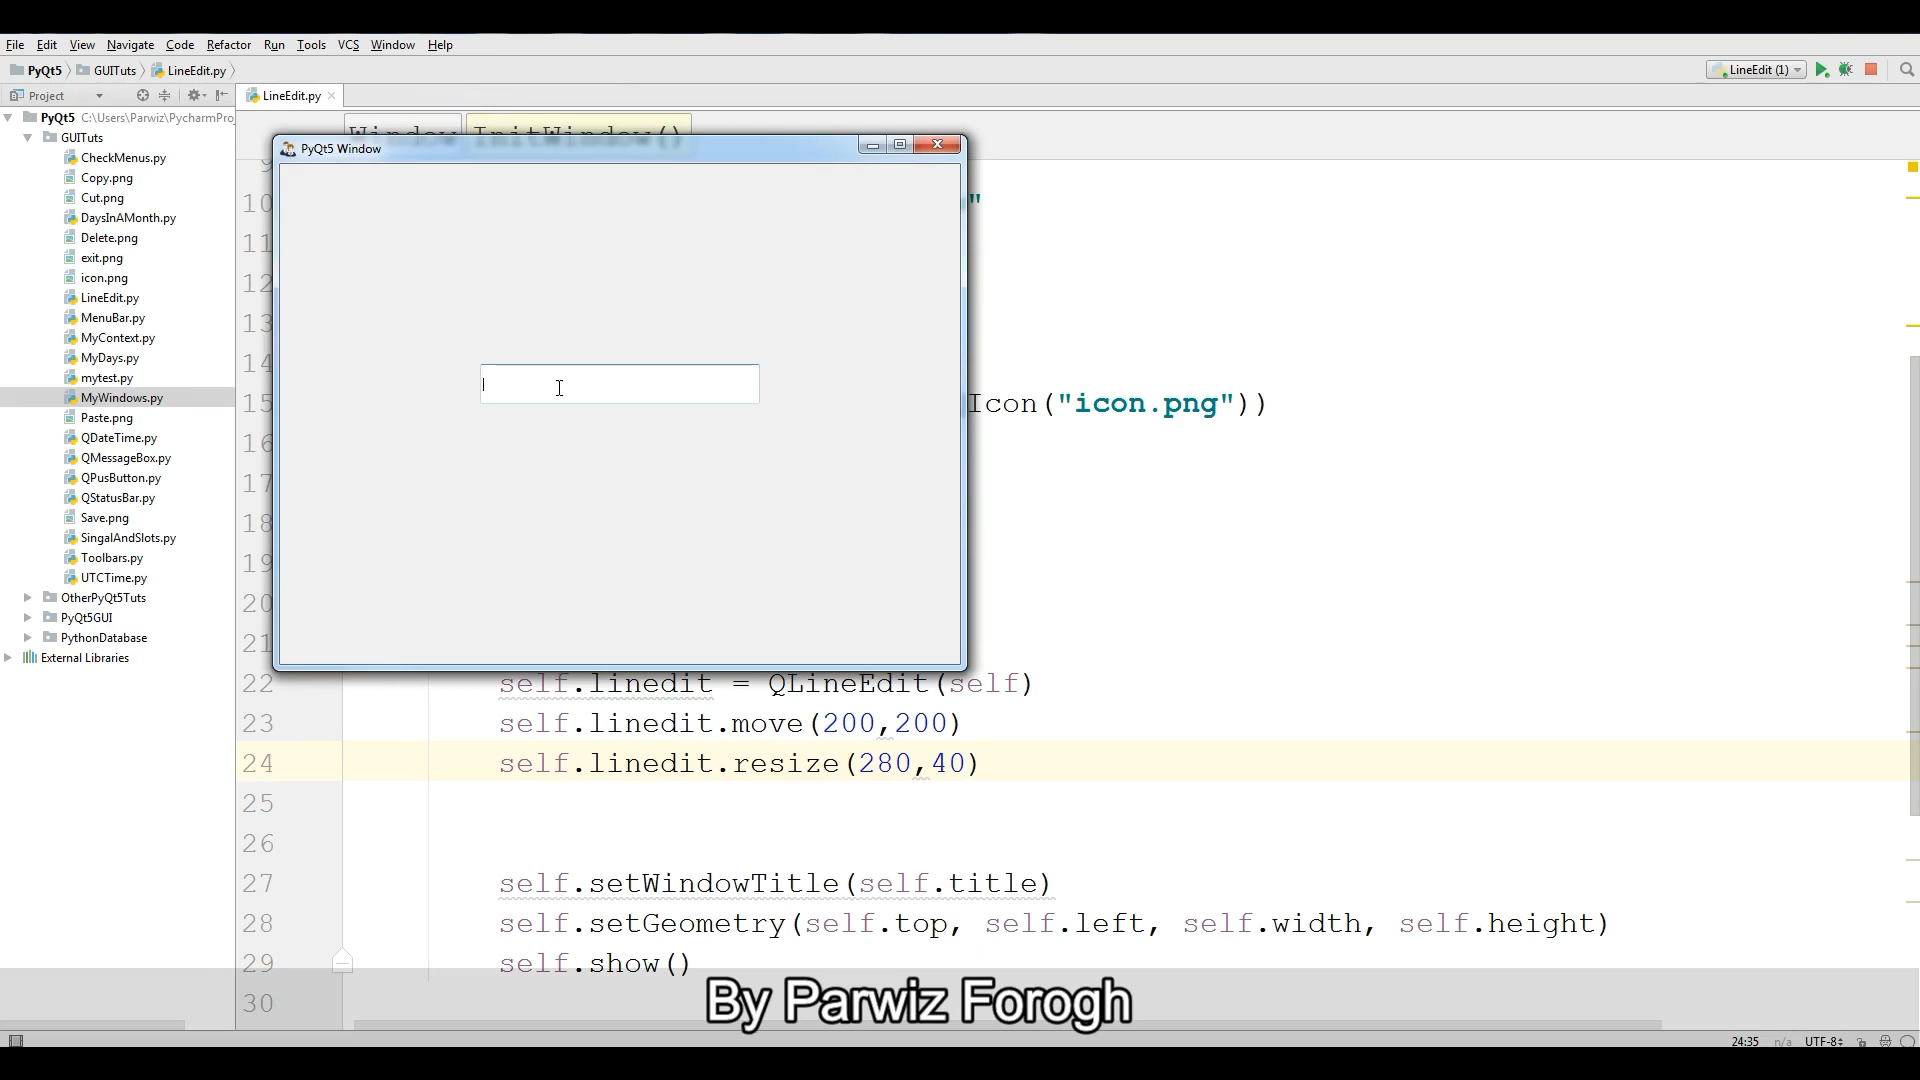 File Edit View Navigate Code Refactor Run Tools VCS Window Help
PyQt5 GUITuts LineEdit.py LineEdit (1)
Project LineEdit.py
PyQt5 C:\Users\Parwiz\PycharmPro
GUITuts
CheckMenus.py
Copy.png
Cut.png
DaysInAMonth.py
Delete.png
exit.png
icon.png
LineEdit.py
MenuBar.py
MyContext.py
MyDays.py
mytest.py
MyWindows.py
Paste.png
QDateTime.py
QMessageBox.py
QPusButton.py
QStatusBar.py
Save.png
SingalAndSlots.py
Toolbars.py
UTCTime.py
OtherPyQt5Tuts
PyQt5GUI
PythonDatabase
External Libraries
Window InitWindow()
PyQt5 Window
9
10 "
11
12
13
14
15 Icon("icon.png"))
16
17
18
19
20
21
22 self.linedit = QLineEdit(self)
23 self.linedit.move(200,200)
24 self.linedit.resize(280,40)
25
26
27 self.setWindowTitle(self.title)
28 self.setGeometry(self.top, self.left, self.width, self.height)
29 self.show()
30
By Parwiz Forogh
24:35 n/a UTF-8